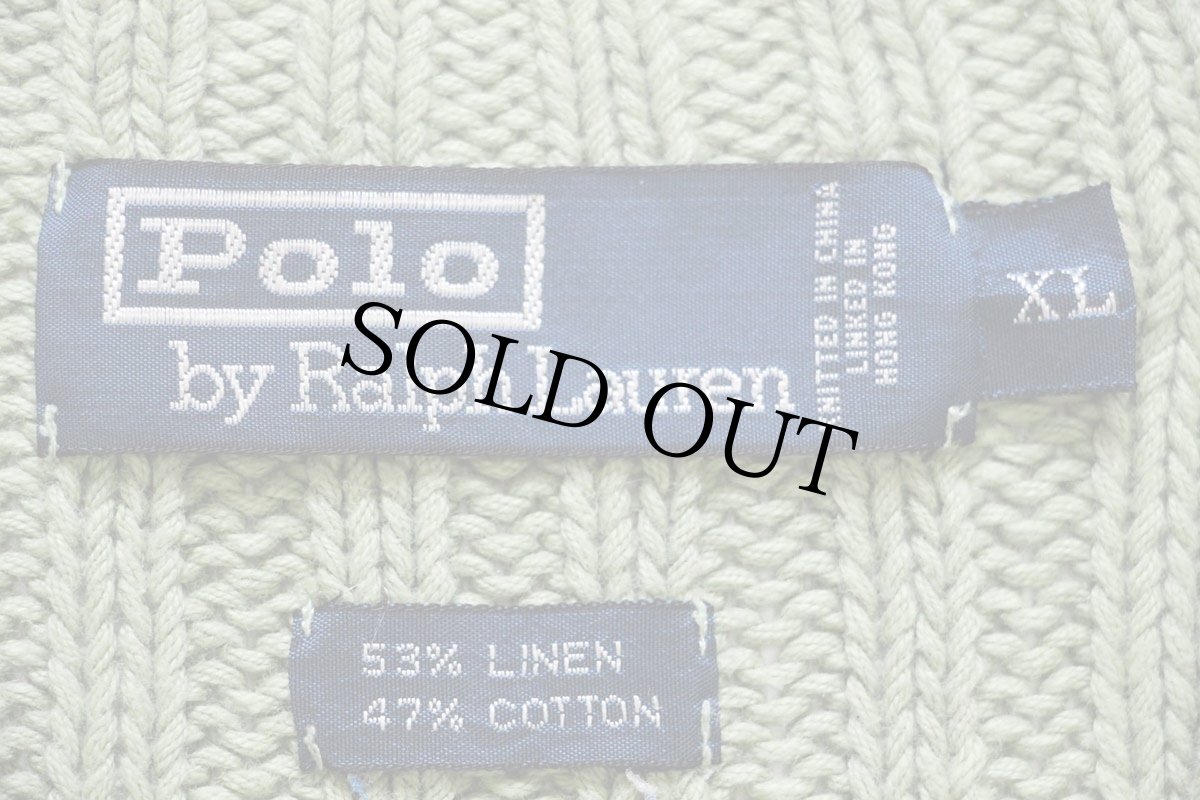 Polo
by Ralph Lauren
KNITTED IN CHINA
LINKED IN
HONG KONG
XL
SOLD OUT
53% LINEN
47% COTTON